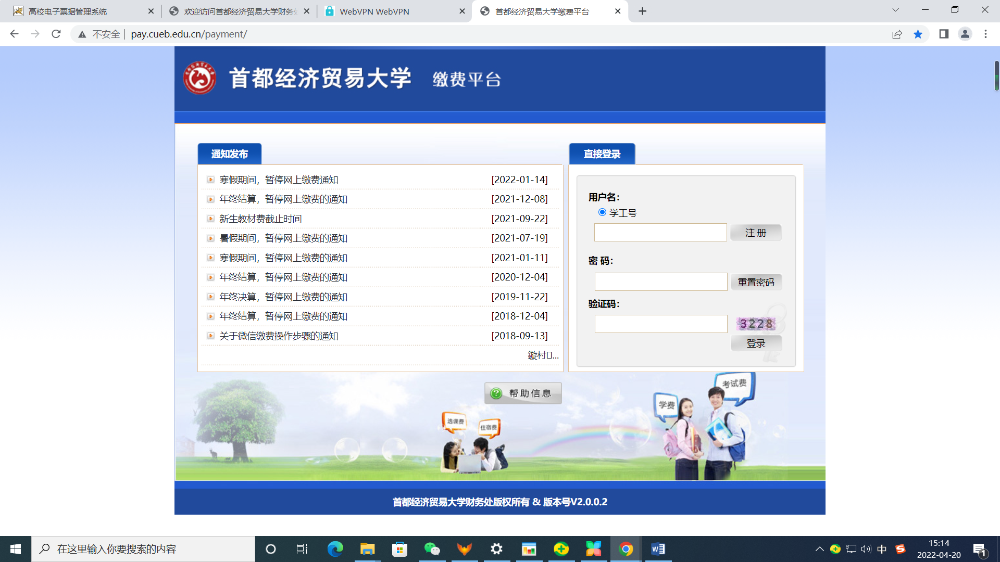 高校电子票据管理系统
欢迎访问首都经济贸易大学财务处
WebVPN WebVPN
首都经济贸易大学缴费平台
不安全 | pay.cueb.edu.cn/payment/
首都经济贸易大学 缴费平台
通知发布
寒假期间，暂停网上缴费通知 [2022-01-14]
年终结算，暂停网上缴费的通知 [2021-12-08]
新生教材费截止时间 [2021-09-22]
暑假期间，暂停网上缴费的通知 [2021-07-19]
寒假期间，暂停网上缴费的通知 [2021-01-11]
年终结算，暂停网上缴费的通知 [2020-12-04]
年终决算，暂停网上缴费的通知 [2019-11-22]
年终结算，暂停网上缴费的通知 [2018-12-04]
关于微信缴费操作步骤的通知 [2018-09-13]
鏇村...
直接登录
用户名：
学工号
注 册
密 码：
重置密码
验证码：
3228
登录
帮助信息
选课费
住宿费
学费
考试费
首都经济贸易大学财务处版权所有 & 版本号V2.0.0.2
在这里输入你要搜索的内容
中
15:14
2022-04-20
1